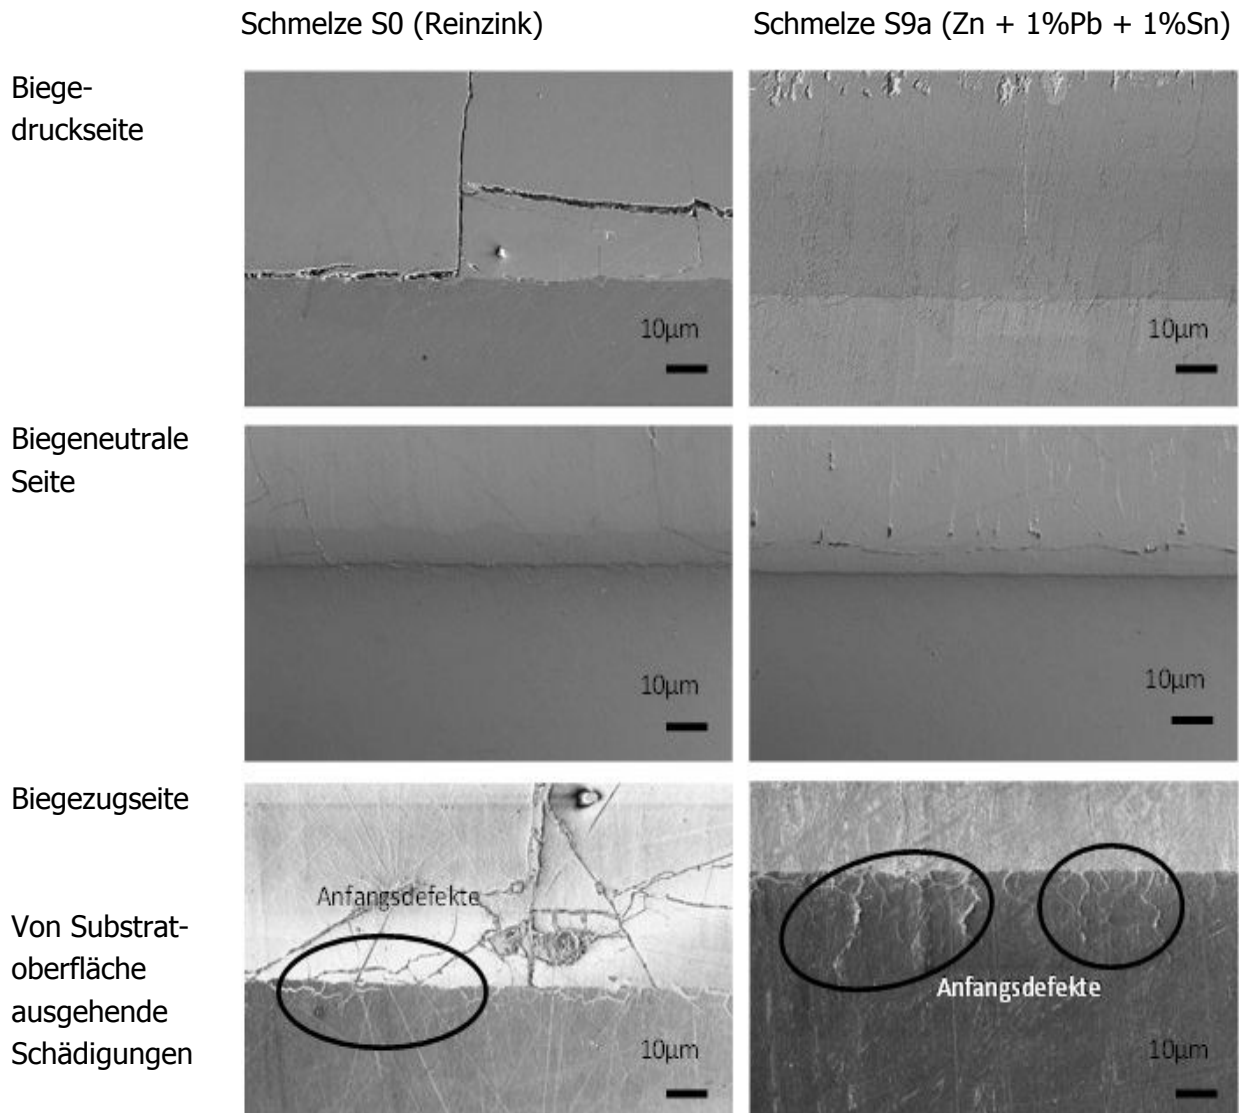 Schmelze S0 (Reinzink)
Schmelze S9a (Zn + 1%Pb + 1%Sn)
Biege-
druckseite
10µm
10µm
Biegeneutrale
Seite
10µm
10µm
Biegezugseite
Von Substrat-
oberfläche
ausgehende
Schädigungen
Anfangsdefekte
10µm
Anfangsdefekte
10µm